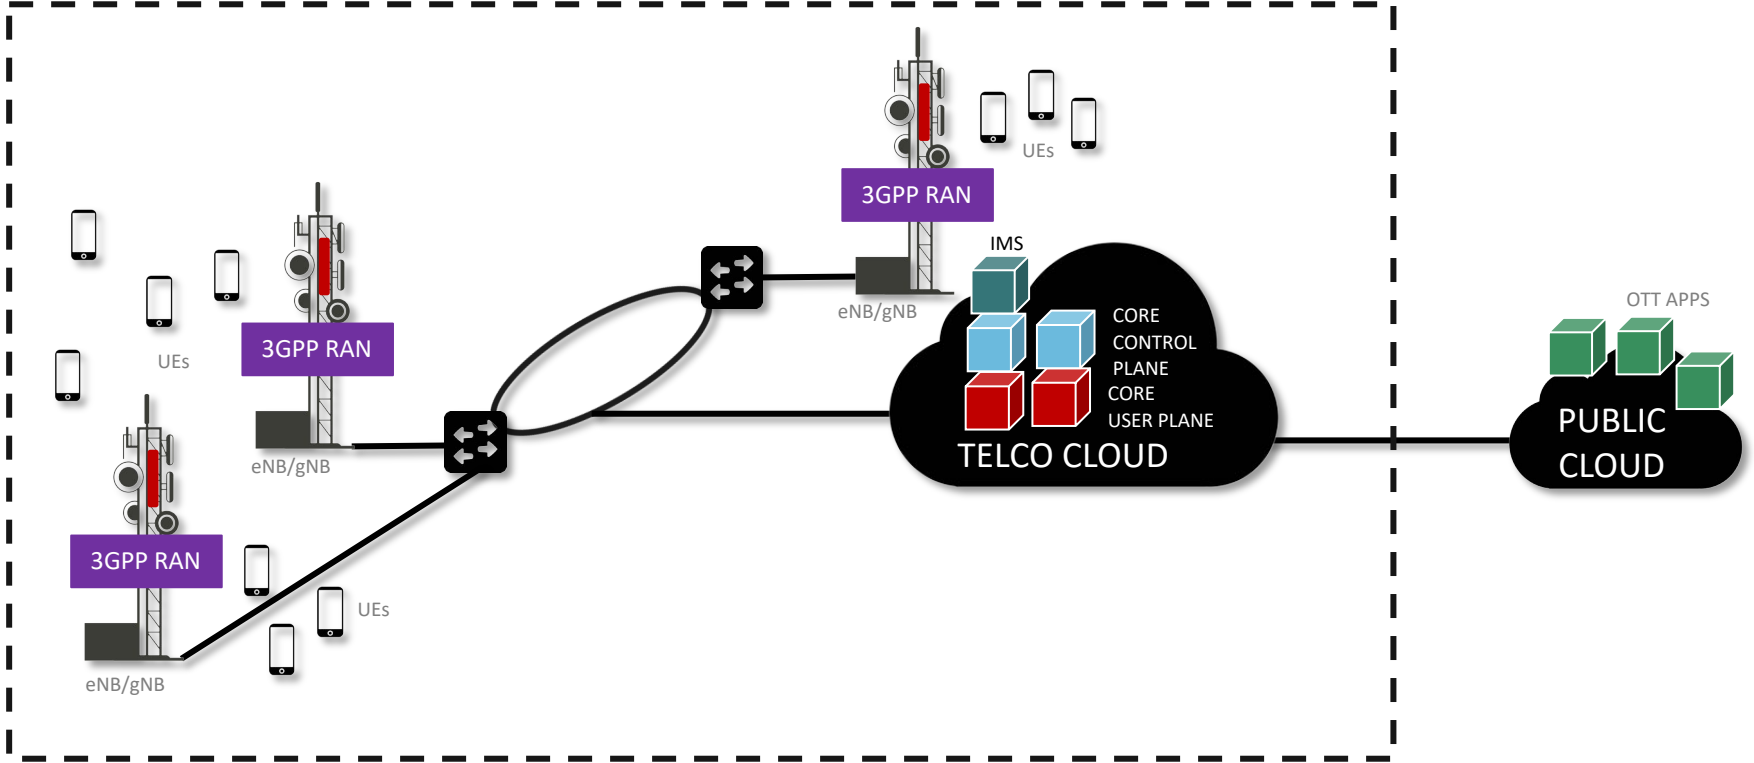 UEs
3GPP RAN
eNB/gNB
IMS
CORE
CONTROL
PLANE
CORE
USER PLANE
TELCO CLOUD
OTT APPS
PUBLIC
CLOUD
UEs
3GPP RAN
eNB/gNB
3GPP RAN
UEs
eNB/gNB